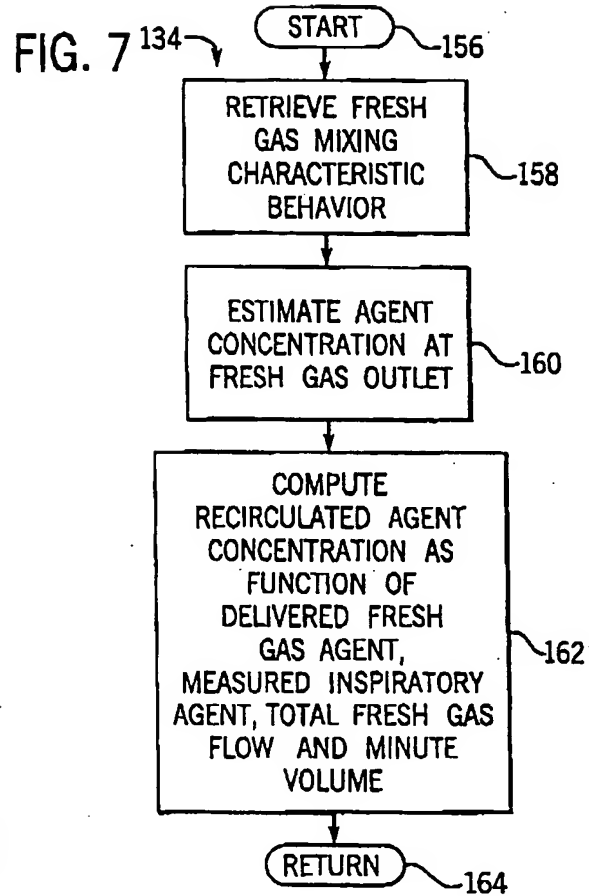 FIG. 7
134
START
156
RETRIEVE FRESH
GAS MIXING
CHARACTERISTIC
BEHAVIOR
158
ESTIMATE AGENT
CONCENTRATION AT
FRESH GAS OUTLET
160
COMPUTE
RECIRCULATED AGENT
CONCENTRATION AS
FUNCTION OF
DELIVERED FRESH
GAS AGENT,
MEASURED INSPIRATORY
AGENT, TOTAL FRESH GAS
FLOW AND MINUTE
VOLUME
162
RETURN
164